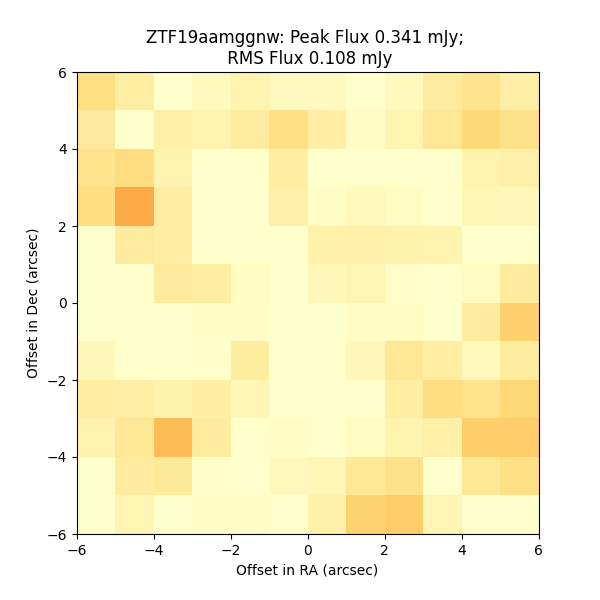 ZTF19aamggnw: Peak Flux 0.341 mJy;
RMS Flux 0.108 mJy
6
4
2
0
−2
−4
−6
Offset in Dec (arcsec)
−6 −4 −2 0 2 4 6
Offset in RA (arcsec)